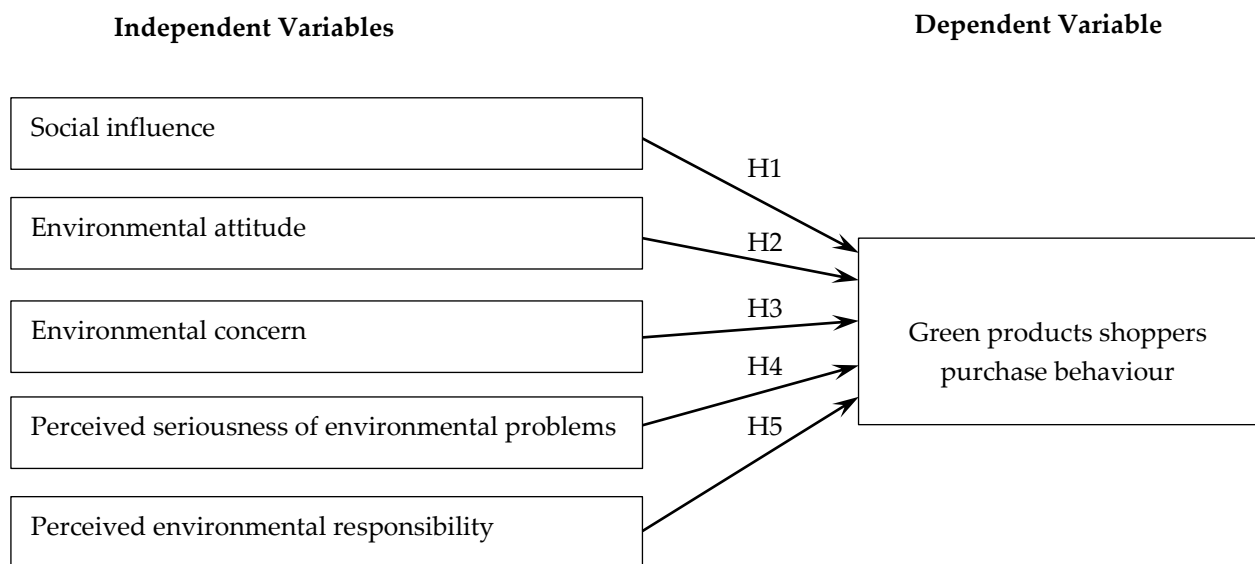 Independent Variables
Dependent Variable
Social influence
H1
Environmental attitude
H2
Environmental concern
H3
Green products shoppers
purchase behaviour
H4
Perceived seriousness of environmental problems
H5
Perceived environmental responsibility